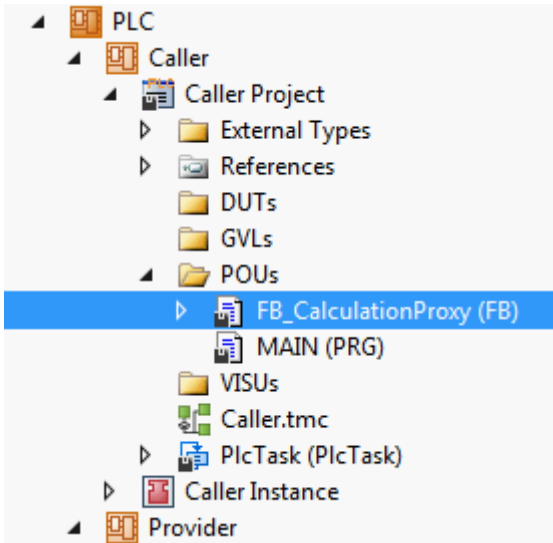 PLC
Caller
Caller Project
External Types
References
DUTs
GVLs
POUs
FB_CalculationProxy (FB)
MAIN (PRG)
VISUs
Caller.tmc
PlcTask (PlcTask)
Caller Instance
Provider